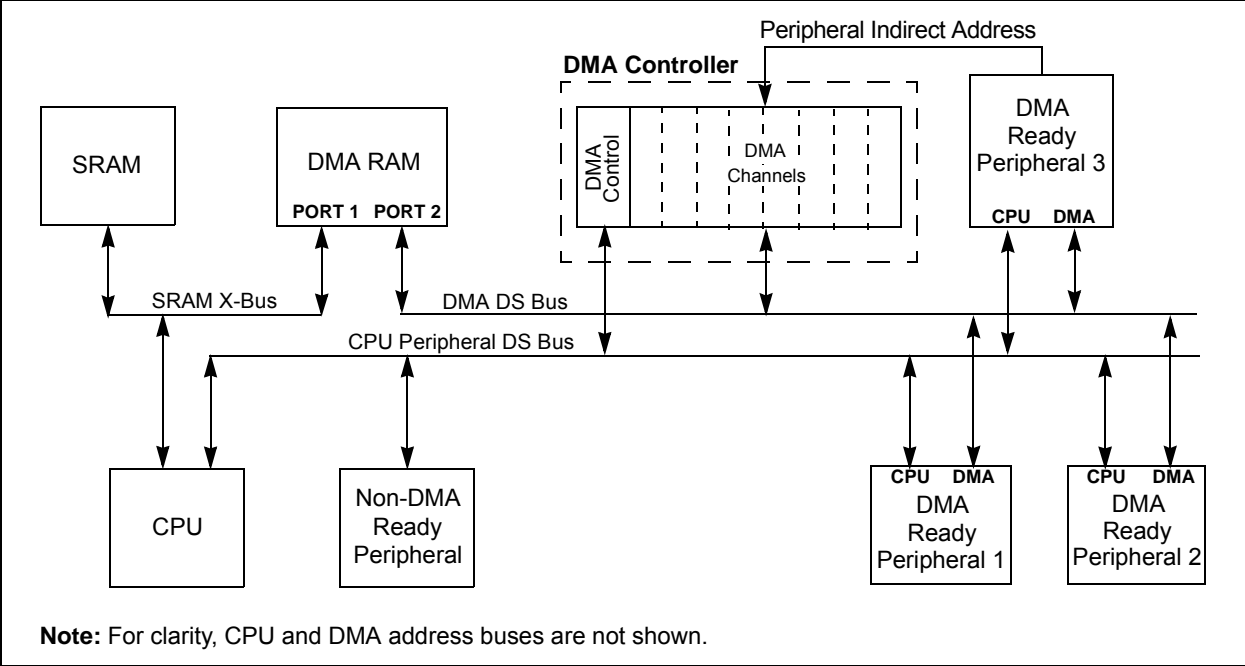 Peripheral Indirect Address
DMA Controller
SRAM
DMA RAM
PORT 1 PORT 2
DMA
Control
DMA
Channels
DMA
Ready
Peripheral 3
CPU DMA
SRAM X-Bus
DMA DS Bus
CPU Peripheral DS Bus
CPU
Non-DMA
Ready
Peripheral
CPU DMA
DMA
Ready
Peripheral 1
CPU DMA
DMA
Ready
Peripheral 2
Note: For clarity, CPU and DMA address buses are not shown.